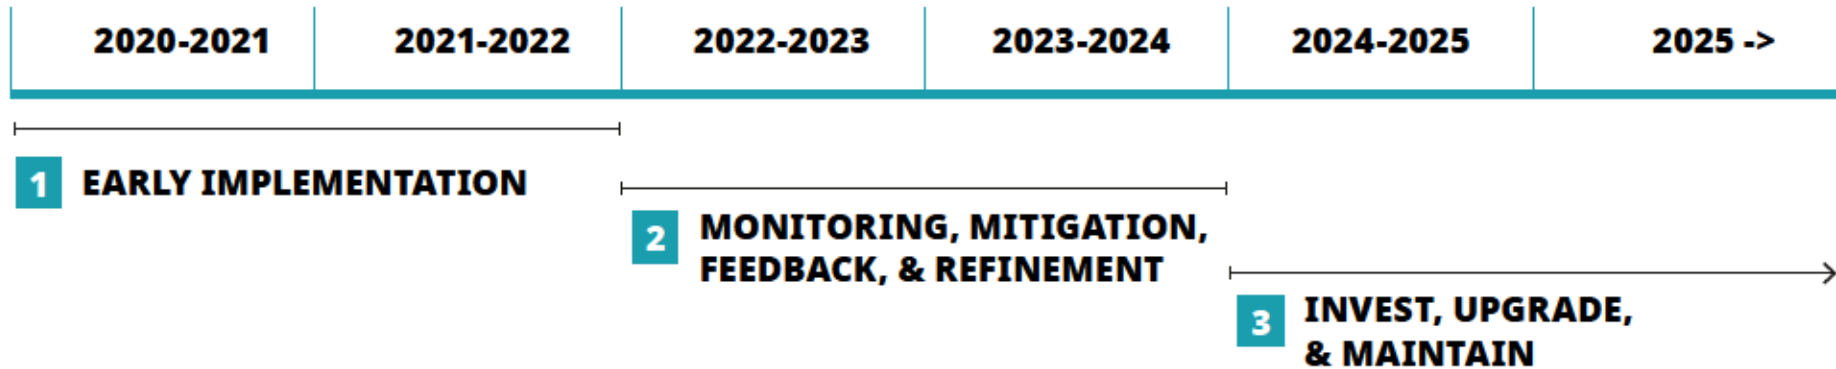 2020-2021
2021-2022
2022-2023
2023-2024
2024-2025
2025 ->
1 EARLY IMPLEMENTATION
2 MONITORING, MITIGATION,
FEEDBACK, & REFINEMENT
3 INVEST, UPGRADE,
& MAINTAIN